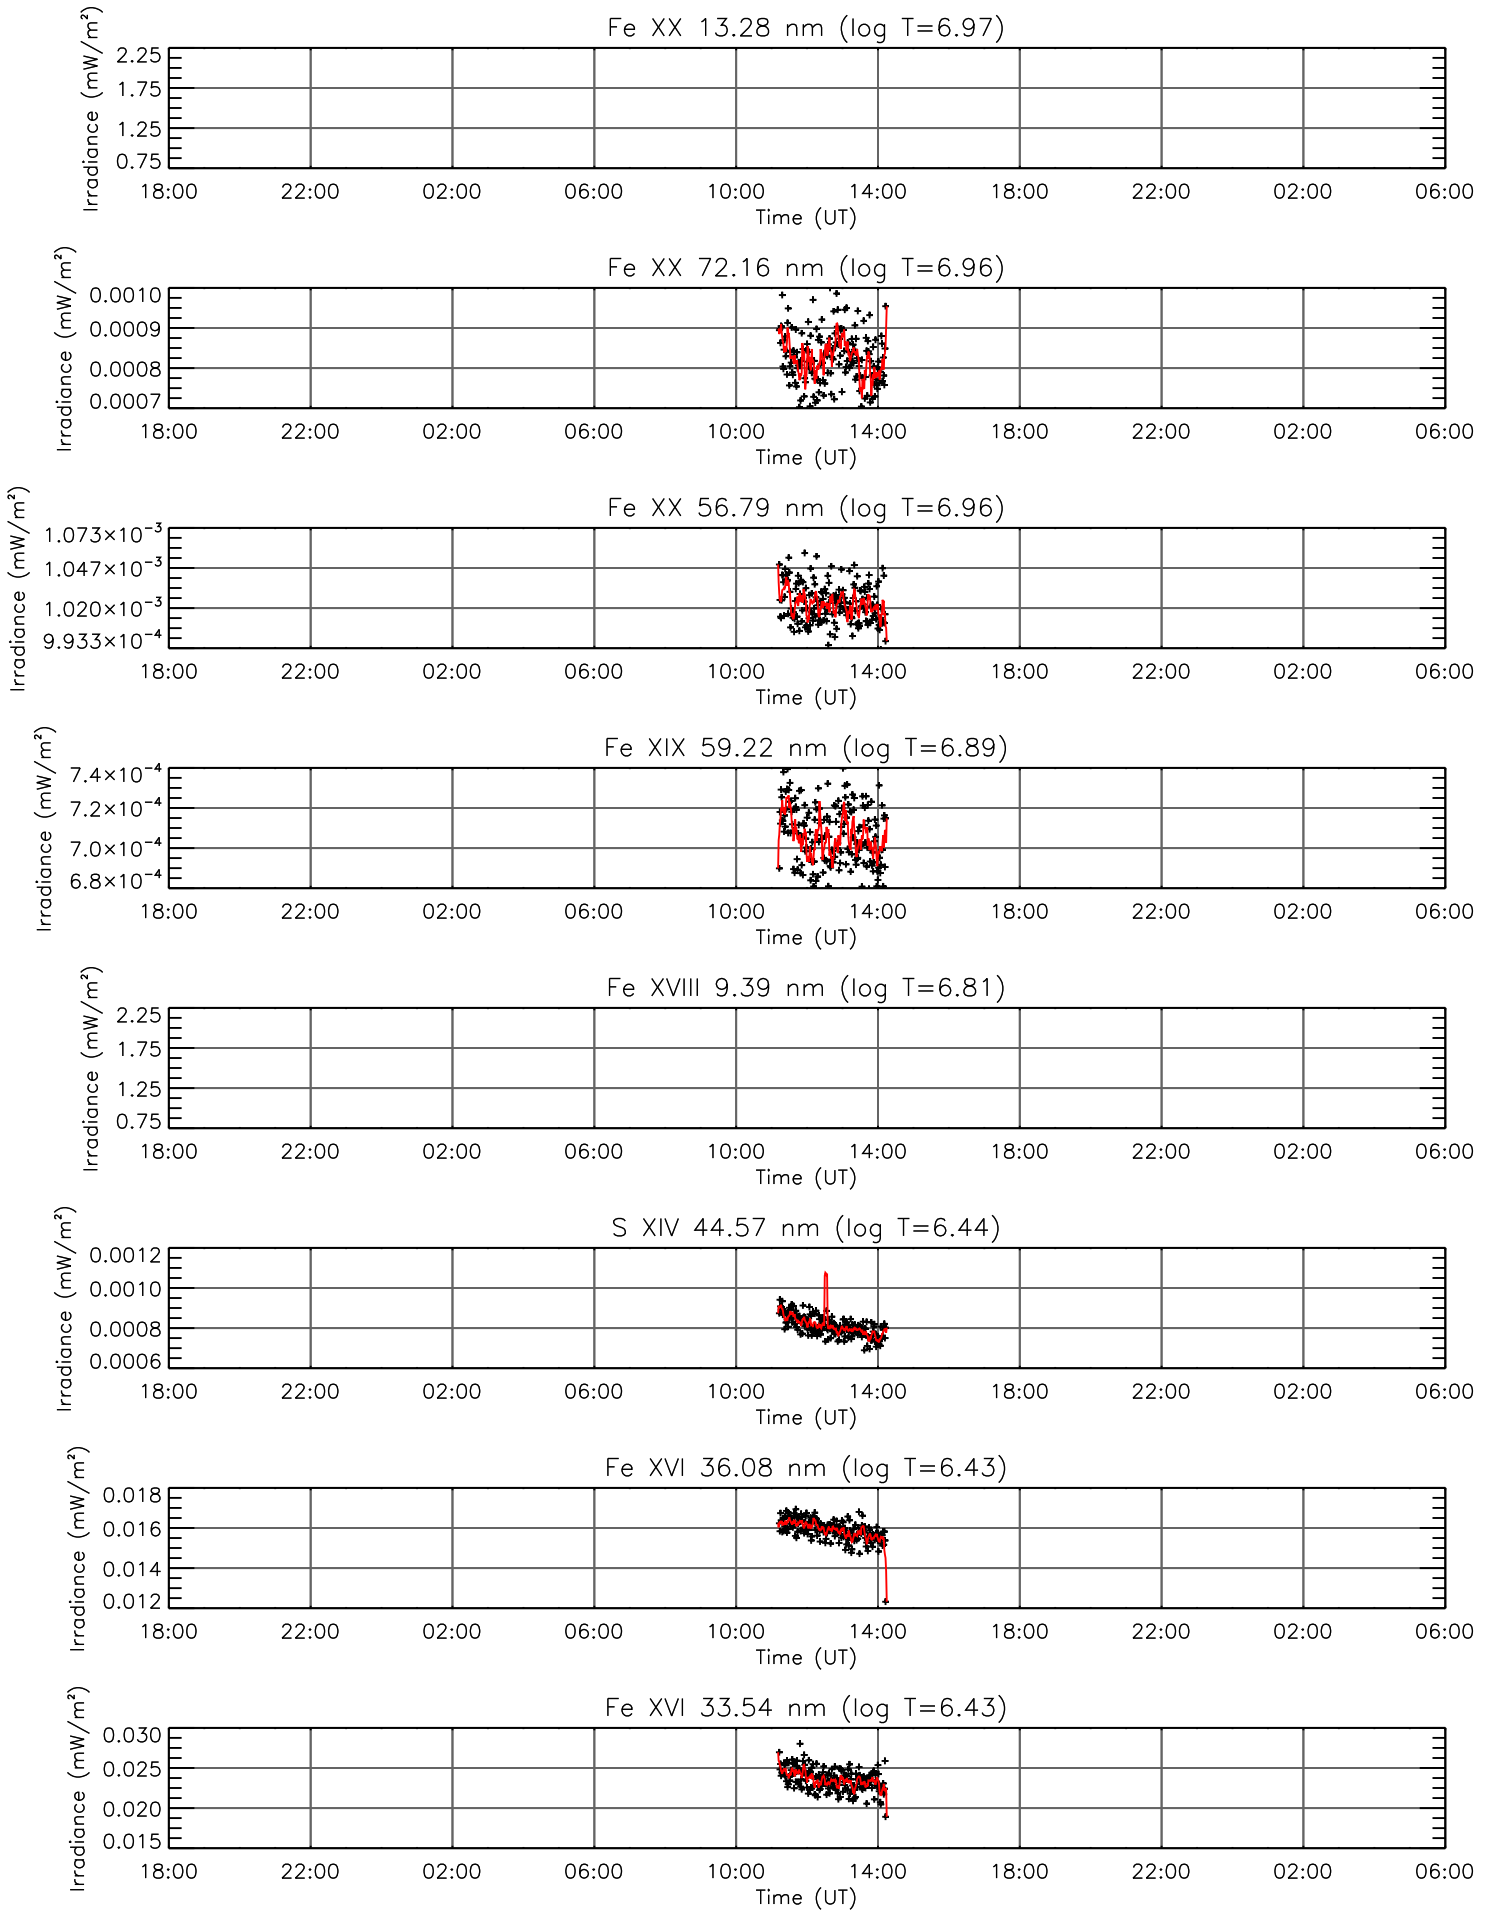 Fe XX 13.28 nm (log T=6.97)
Irradiance (mW/m²)
2.25
1.75
1.25
0.75
18:00 22:00 02:00 06:00 10:00 14:00 18:00 22:00 02:00 06:00
Time (UT)
Fe XX 72.16 nm (log T=6.96)
Irradiance (mW/m²)
0.0010
0.0009
0.0008
0.0007
18:00 22:00 02:00 06:00 10:00 14:00 18:00 22:00 02:00 06:00
Time (UT)
Fe XX 56.79 nm (log T=6.96)
Irradiance (mW/m²)
1.073×10⁻³
1.047×10⁻³
1.020×10⁻³
9.933×10⁻⁴
18:00 22:00 02:00 06:00 10:00 14:00 18:00 22:00 02:00 06:00
Time (UT)
Fe XIX 59.22 nm (log T=6.89)
Irradiance (mW/m²)
7.4×10⁻⁴
7.2×10⁻⁴
7.0×10⁻⁴
6.8×10⁻⁴
18:00 22:00 02:00 06:00 10:00 14:00 18:00 22:00 02:00 06:00
Time (UT)
Fe XVIII 9.39 nm (log T=6.81)
Irradiance (mW/m²)
2.25
1.75
1.25
0.75
18:00 22:00 02:00 06:00 10:00 14:00 18:00 22:00 02:00 06:00
Time (UT)
S XIV 44.57 nm (log T=6.44)
Irradiance (mW/m²)
0.0012
0.0010
0.0008
0.0006
18:00 22:00 02:00 06:00 10:00 14:00 18:00 22:00 02:00 06:00
Time (UT)
Fe XVI 36.08 nm (log T=6.43)
Irradiance (mW/m²)
0.018
0.016
0.014
0.012
18:00 22:00 02:00 06:00 10:00 14:00 18:00 22:00 02:00 06:00
Time (UT)
Fe XVI 33.54 nm (log T=6.43)
Irradiance (mW/m²)
0.030
0.025
0.020
0.015
18:00 22:00 02:00 06:00 10:00 14:00 18:00 22:00 02:00 06:00
Time (UT)